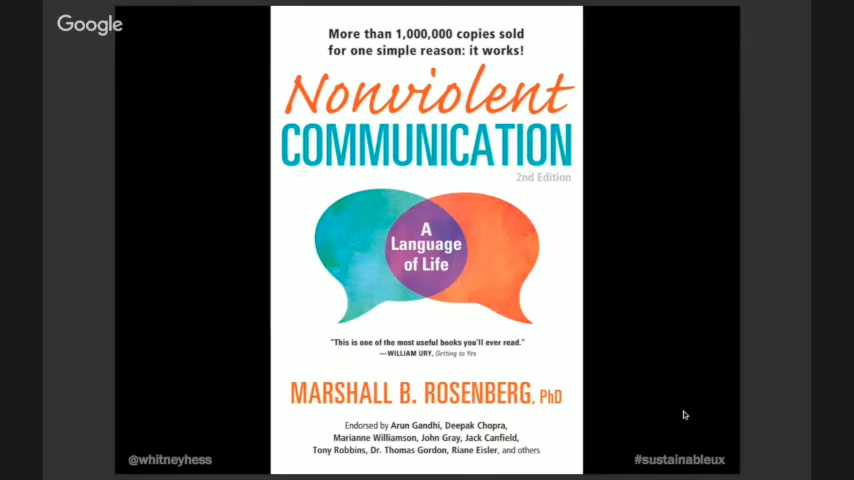 Google
More than 1,000,000 copies sold
for one simple reason: it works!
Nonviolent
COMMUNICATION
2nd Edition
A
Language
of Life
"This is one of the most useful books you'll ever read."
—WILLIAM URY, Getting to Yes
MARSHALL B. ROSENBERG, PhD
Endorsed by Arun Gandhi, Deepak Chopra,
Marianne Williamson, John Gray, Jack Canfield,
Tony Robbins, Dr. Thomas Gordon, Riane Eisler, and others
@whitneyhess
#sustainableux